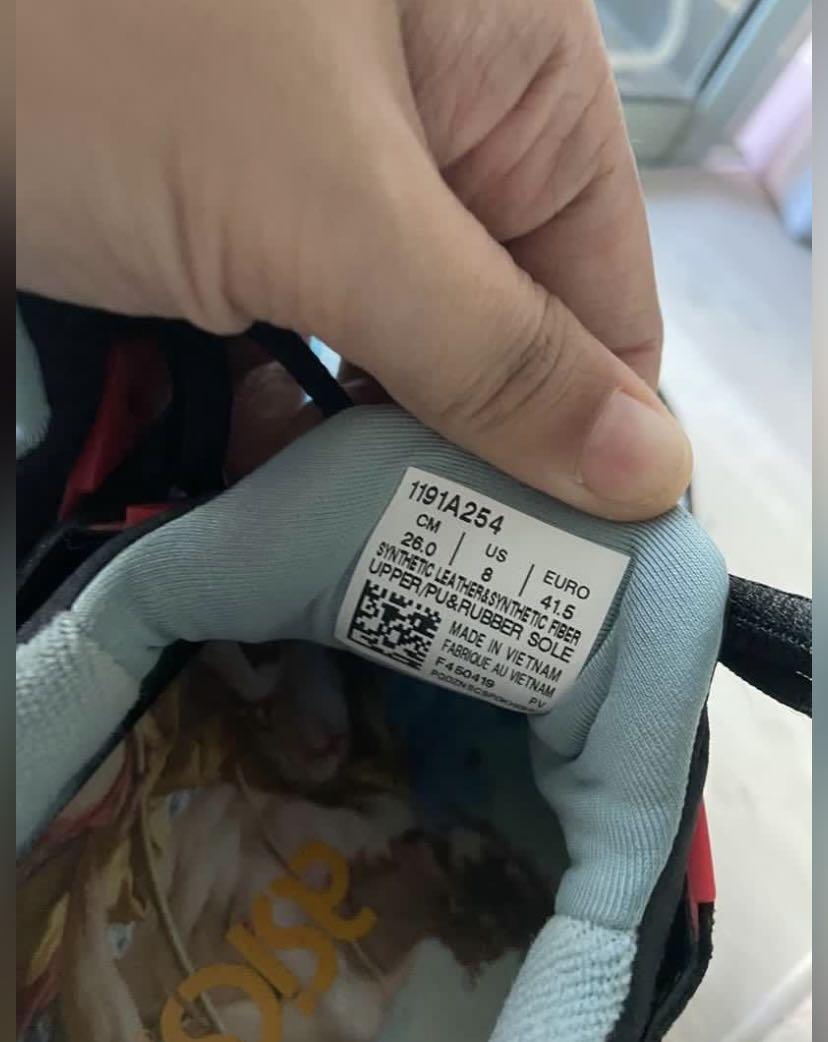 1191A254
CM | US | EURO
26.0 | 8 | 41.5
SYNTHETIC LEATHER&SYNTHETIC FIBER
UPPER/PU&RUBBER SOLE
MADE IN VIETNAM
FABRIQUE AU VIETNAM
F450419 PV
asics